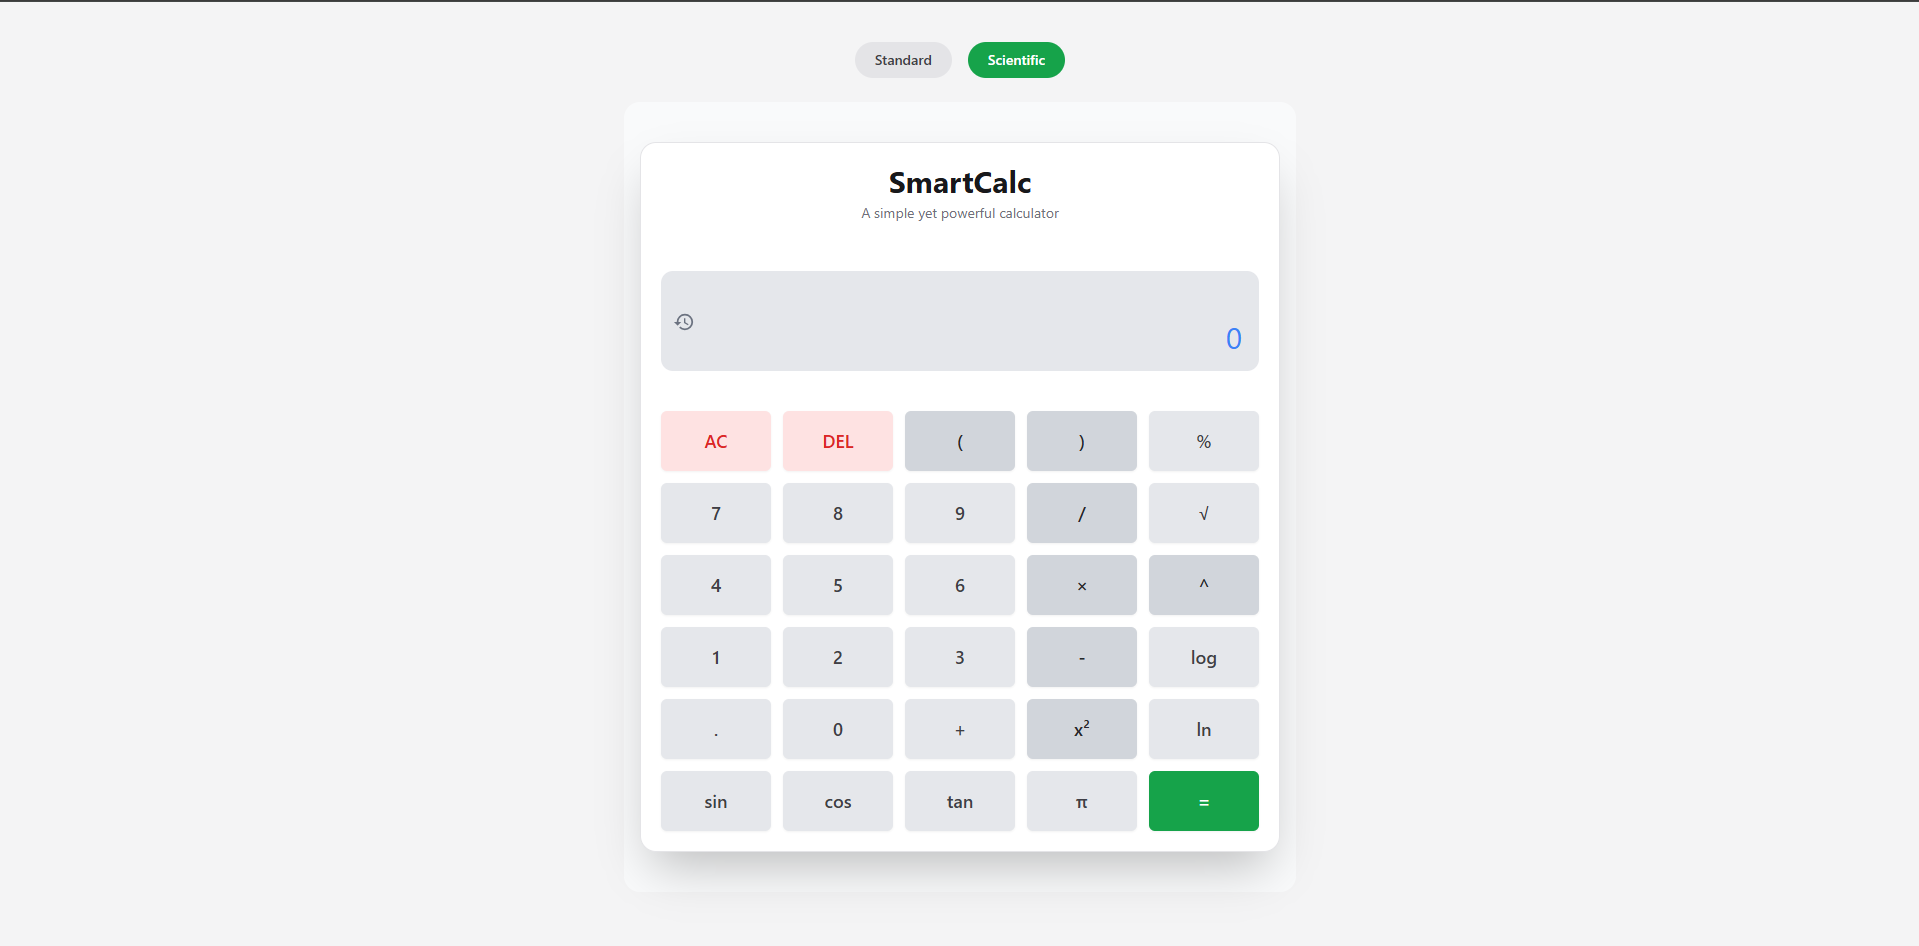 Standard Scientific
SmartCalc
A simple yet powerful calculator
0
AC DEL ( ) %
7 8 9 / √
4 5 6 × ^
1 2 3 - log
. 0 + x² ln
sin cos tan π =